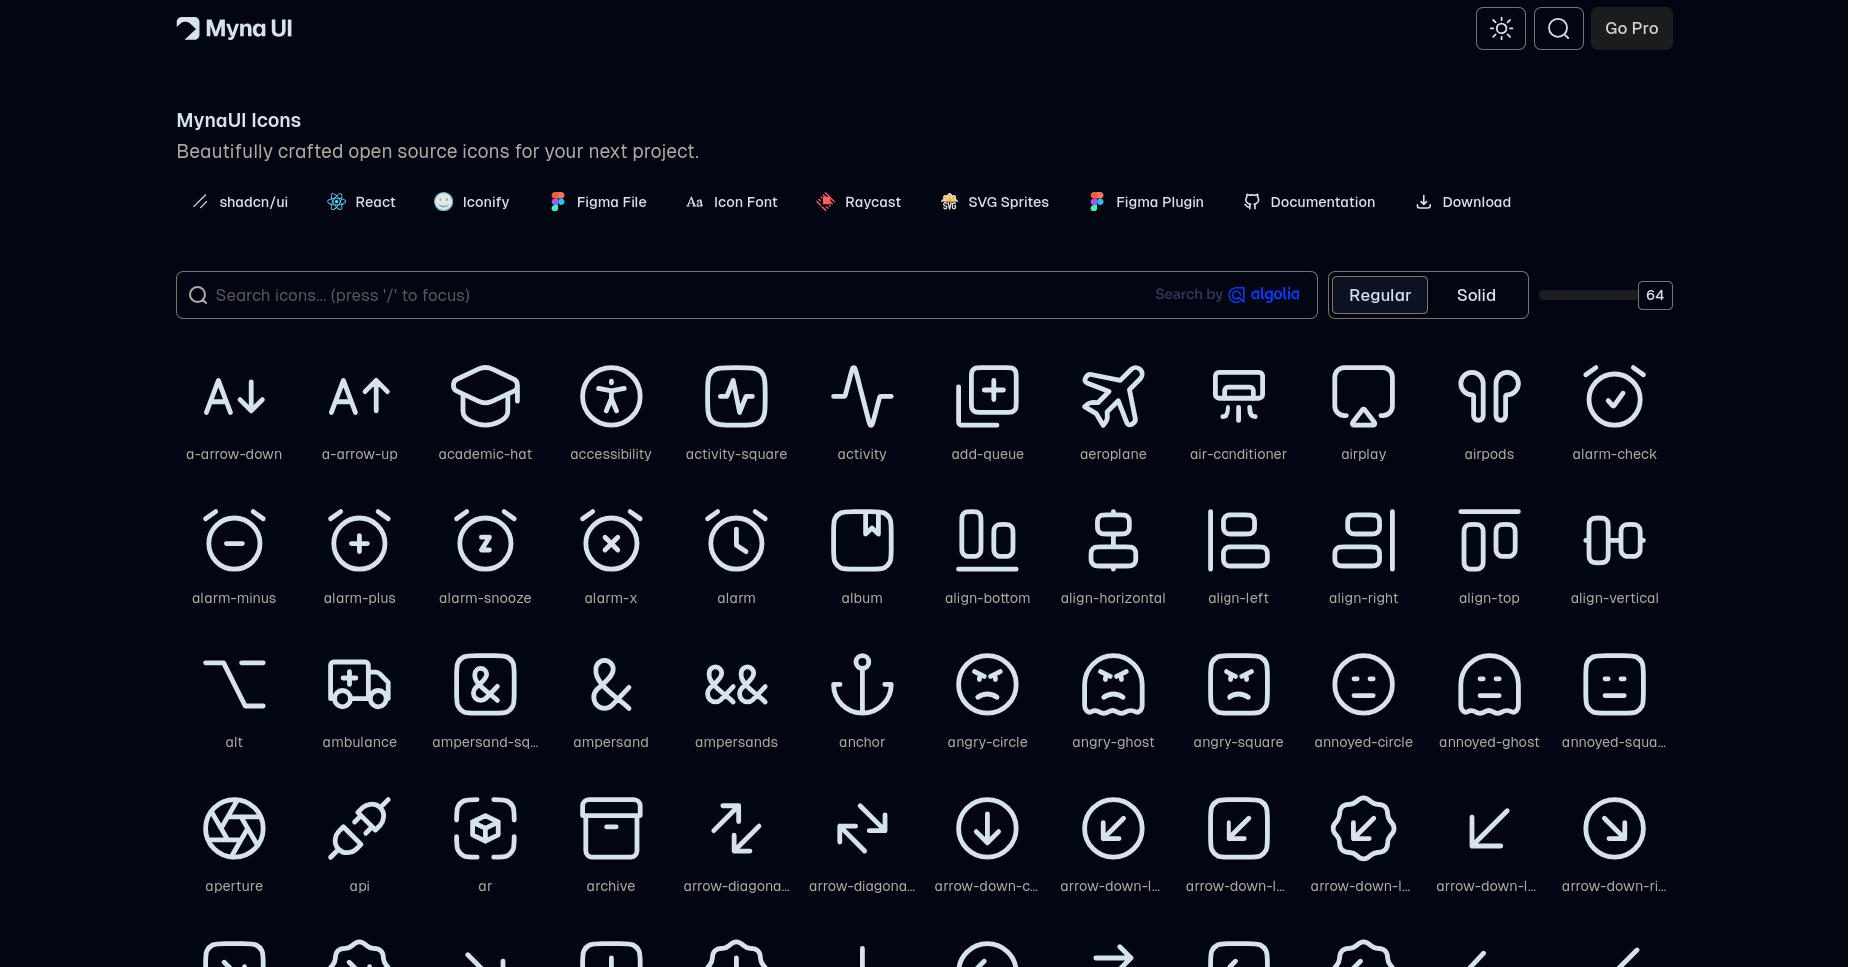 Myna UI
Go Pro
MynaUI Icons
Beautifully crafted open source icons for your next project.
shadcn/ui React Iconify Figma File Aa Icon Font Raycast SVG SVG Sprites Figma Plugin Documentation Download
Search icons... (press '/' to focus) Search by algolia Regular Solid 64
a-arrow-down a-arrow-up academic-hat accessibility activity-square activity add-queue aeroplane air-conditioner airplay airpods alarm-check
alarm-minus alarm-plus alarm-snooze alarm-x alarm album align-bottom align-horizontal align-left align-right align-top align-vertical
alt ambulance ampersand-sq... ampersand ampersands anchor angry-circle angry-ghost angry-square annoyed-circle annoyed-ghost annoyed-squa...
aperture api ar archive arrow-diagona... arrow-diagona... arrow-down-c... arrow-down-l... arrow-down-l... arrow-down-l... arrow-down-l... arrow-down-ri...